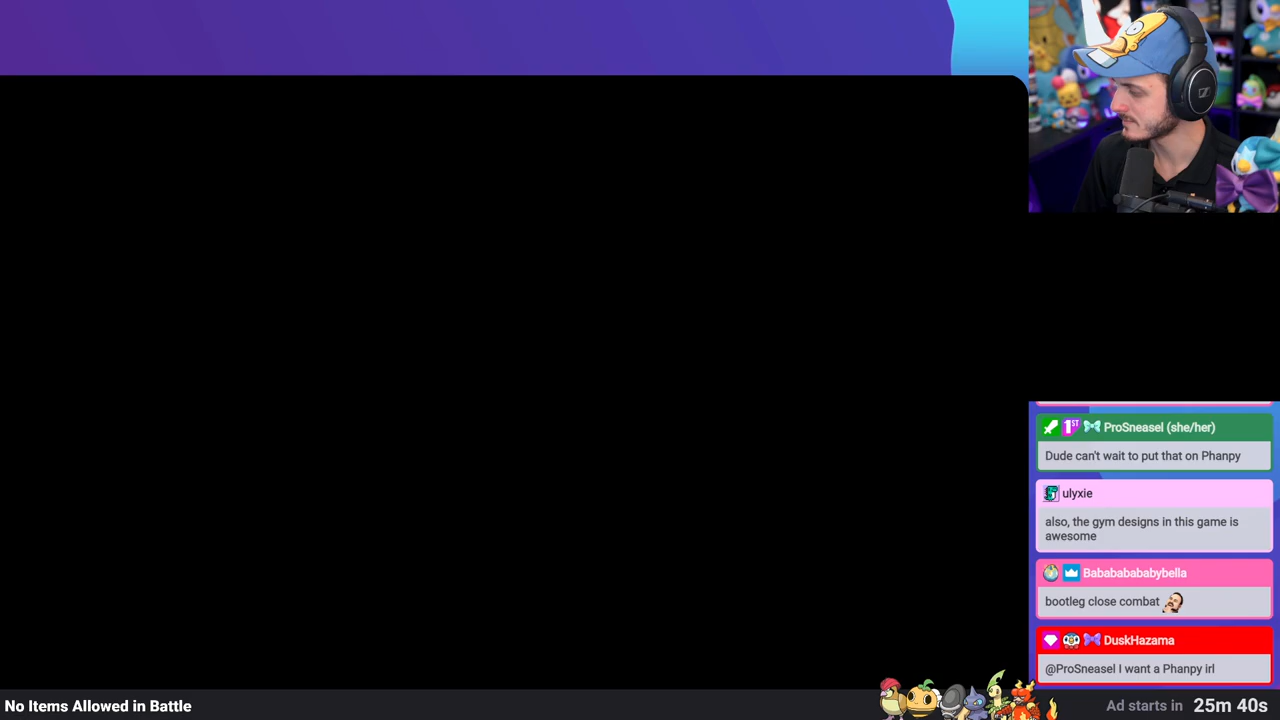 1ST ProSneasel (she/her)
Dude can't wait to put that on Phanpy
ulyxie
also, the gym designs in this game is
awesome
Babababababybella
bootleg close combat
DuskHazama
@ProSneasel I want a Phanpy irl
No Items Allowed in Battle
Ad starts in 25m 40s